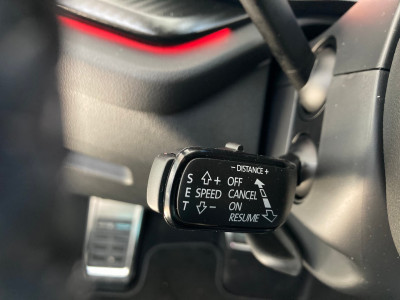 – DISTANCE +
S + OFF
E SPEED CANCEL
T – ON
RESUME